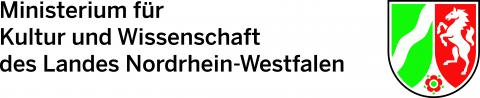 Ministerium für
Kultur und Wissenschaft
des Landes Nordrhein-Westfalen